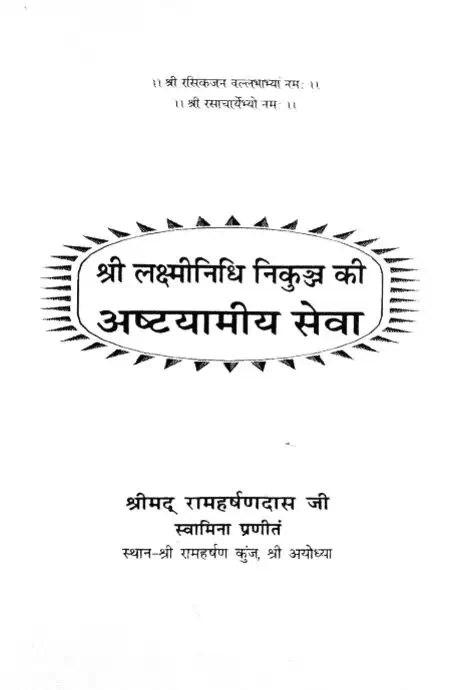 ।। श्री रसिकजन वल्लभाभ्यां नमः ।।
।। श्री रसाचार्येभ्यो नमः ।।
श्री लक्ष्मीनिधि निकुञ्ज की
अष्टयामीय सेवा
श्रीमद् रामहर्षणदास जी
स्वामिना प्रणीतं
स्थान-श्री रामहर्षण कुंज, श्री अयोध्या